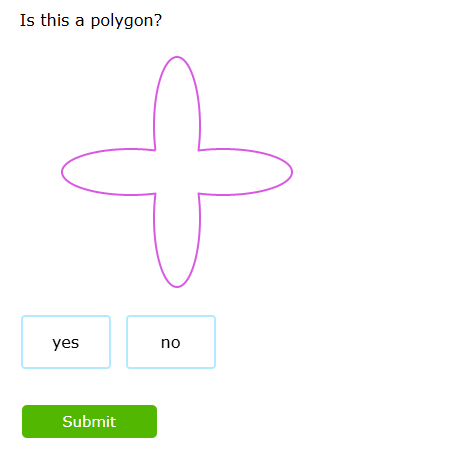 Is this a polygon?
yes
no
Submit